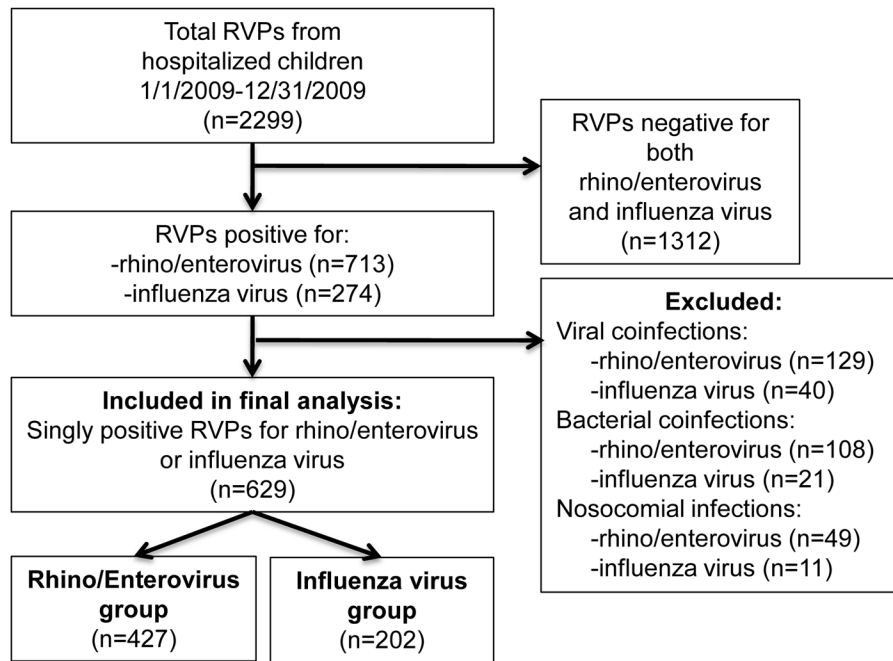 Total RVPs from
hospitalized children
1/1/2009-12/31/2009
(n=2299)
RVPs negative for
both
rhino/enterovirus
and influenza virus
(n=1312)
RVPs positive for:
-rhino/enterovirus (n=713)
-influenza virus (n=274)
Excluded:
Viral coinfections:
-rhino/enterovirus (n=129)
-influenza virus (n=40)
Bacterial coinfections:
-rhino/enterovirus (n=108)
-influenza virus (n=21)
Nosocomial infections:
-rhino/enterovirus (n=49)
-influenza virus (n=11)
Included in final analysis:
Singly positive RVPs for rhino/enterovirus
or influenza virus
(n=629)
Rhino/Enterovirus
group
(n=427)
Influenza virus
group
(n=202)